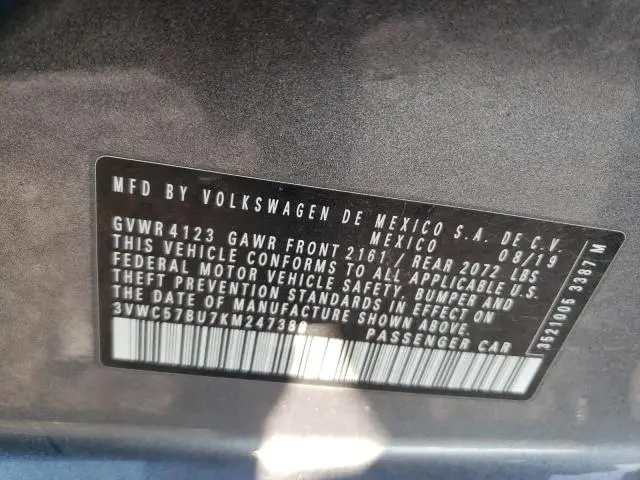 MFD BY VOLKSWAGEN DE MEXICO S.A. DE C.V.
MEXICO 08/19
GVWR 4123 GAWR FRONT 2161 / REAR 2072 LBS
THIS VEHICLE CONFORMS TO ALL APPLICABLE U.S.
FEDERAL MOTOR VEHICLE SAFETY, BUMPER AND
THEFT PREVENTION STANDARDS IN EFFECT ON
THE DATE OF MANUFACTURE SHOWN ABOVE.
3VWC57BU7KM247388 PASSENGER CAR
3521005 3387 M